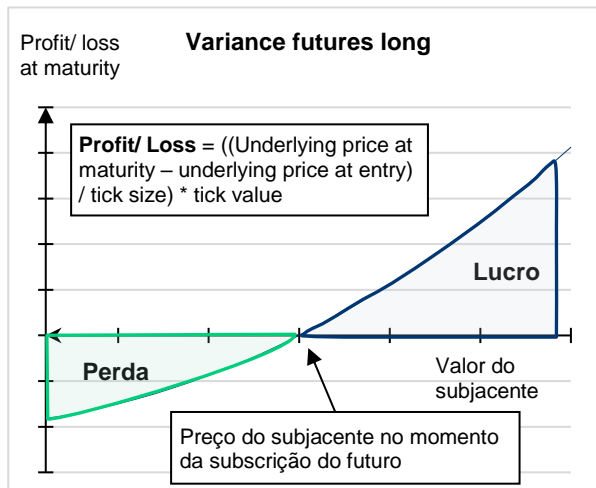 Profit/ loss
at maturity
Variance futures long
Profit/ Loss = ((Underlying price at
maturity – underlying price at entry)
/ tick size) * tick value
Lucro
Perda
Valor do
subjacente
Preço do subjacente no momento
da subscrição do futuro